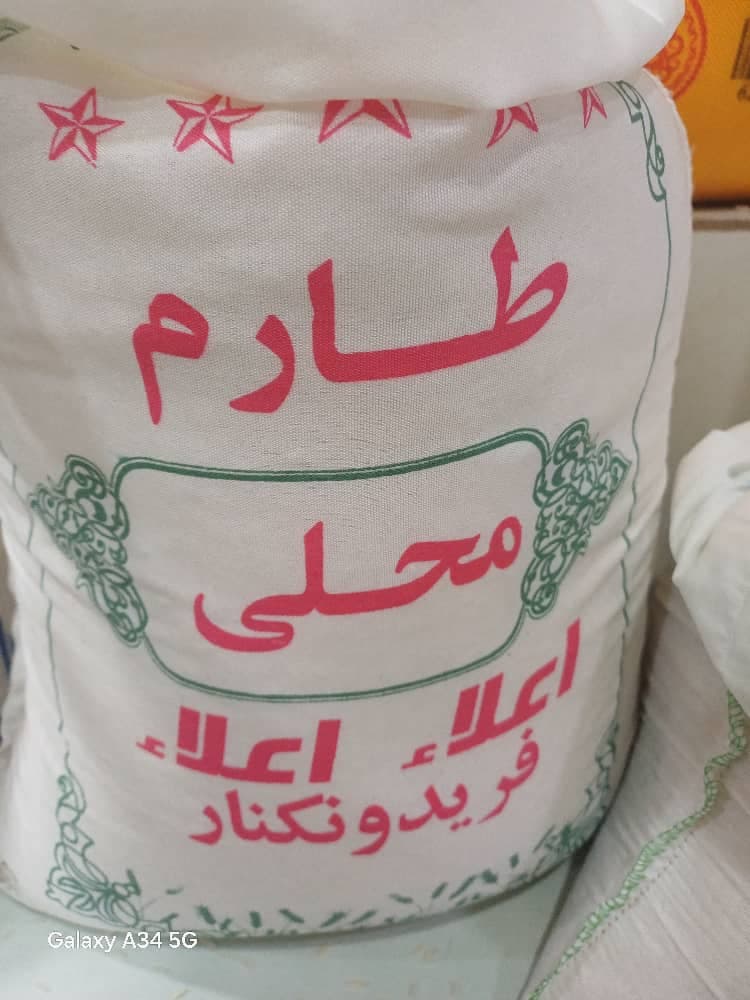 طارم
محلی
اعلاء اعلاء
فریدونکنار
Galaxy A34 5G